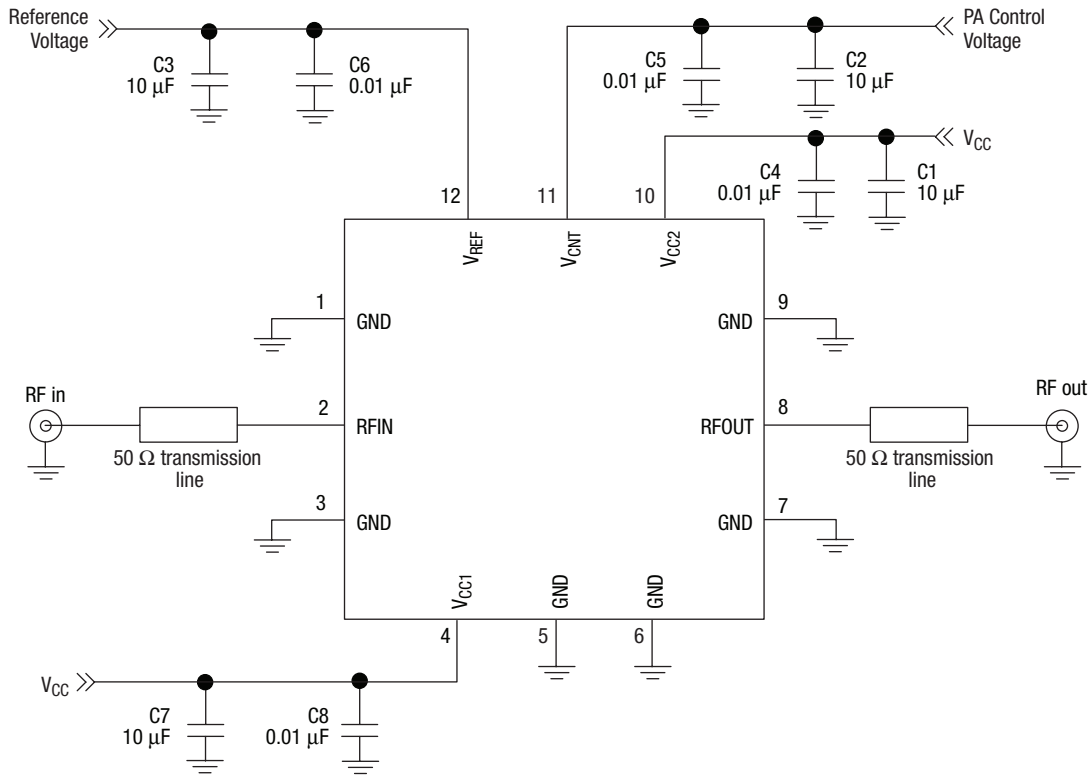 Reference
Voltage
C3
10 μF
C6
0.01 μF
C5
0.01 μF
C2
10 μF
PA Control
Voltage
VCC
C4
0.01 μF
C1
10 μF
12
11
10
VREF
VCNT
VCC2
1
GND
9
GND
RF in
2
RFIN
50 Ω transmission
line
RFOUT
8
RF out
50 Ω transmission
line
3
GND
7
GND
VCC1
GND
GND
4
5
6
VCC
C7
10 μF
C8
0.01 μF